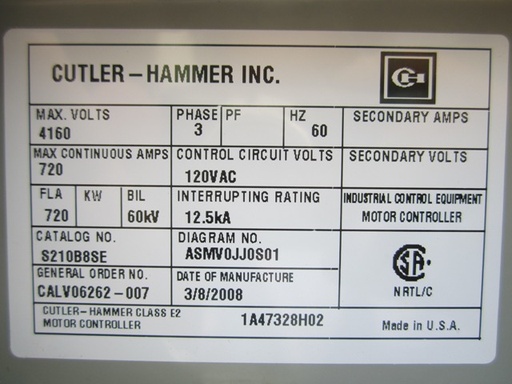 CUTLER-HAMMER INC.
CH
MAX. VOLTS
4160
PHASE
3
PF
HZ
60
SECONDARY AMPS
MAX CONTINUOUS AMPS
720
CONTROL CIRCUIT VOLTS
120VAC
SECONDARY VOLTS
FLA
720
KW
BIL
60kV
INTERRUPTING RATING
12.5kA
INDUSTRIAL CONTROL EQUIPMENT
MOTOR CONTROLLER
CATALOG NO.
S210B8SE
DIAGRAM NO.
ASMV0JJ0S01
GENERAL ORDER NO.
CALV06262-007
DATE OF MANUFACTURE
3/8/2008
SA
NRTL/C
CUTLER-HAMMER CLASS E2
MOTOR CONTROLLER
1A47328H02
Made in U.S.A.